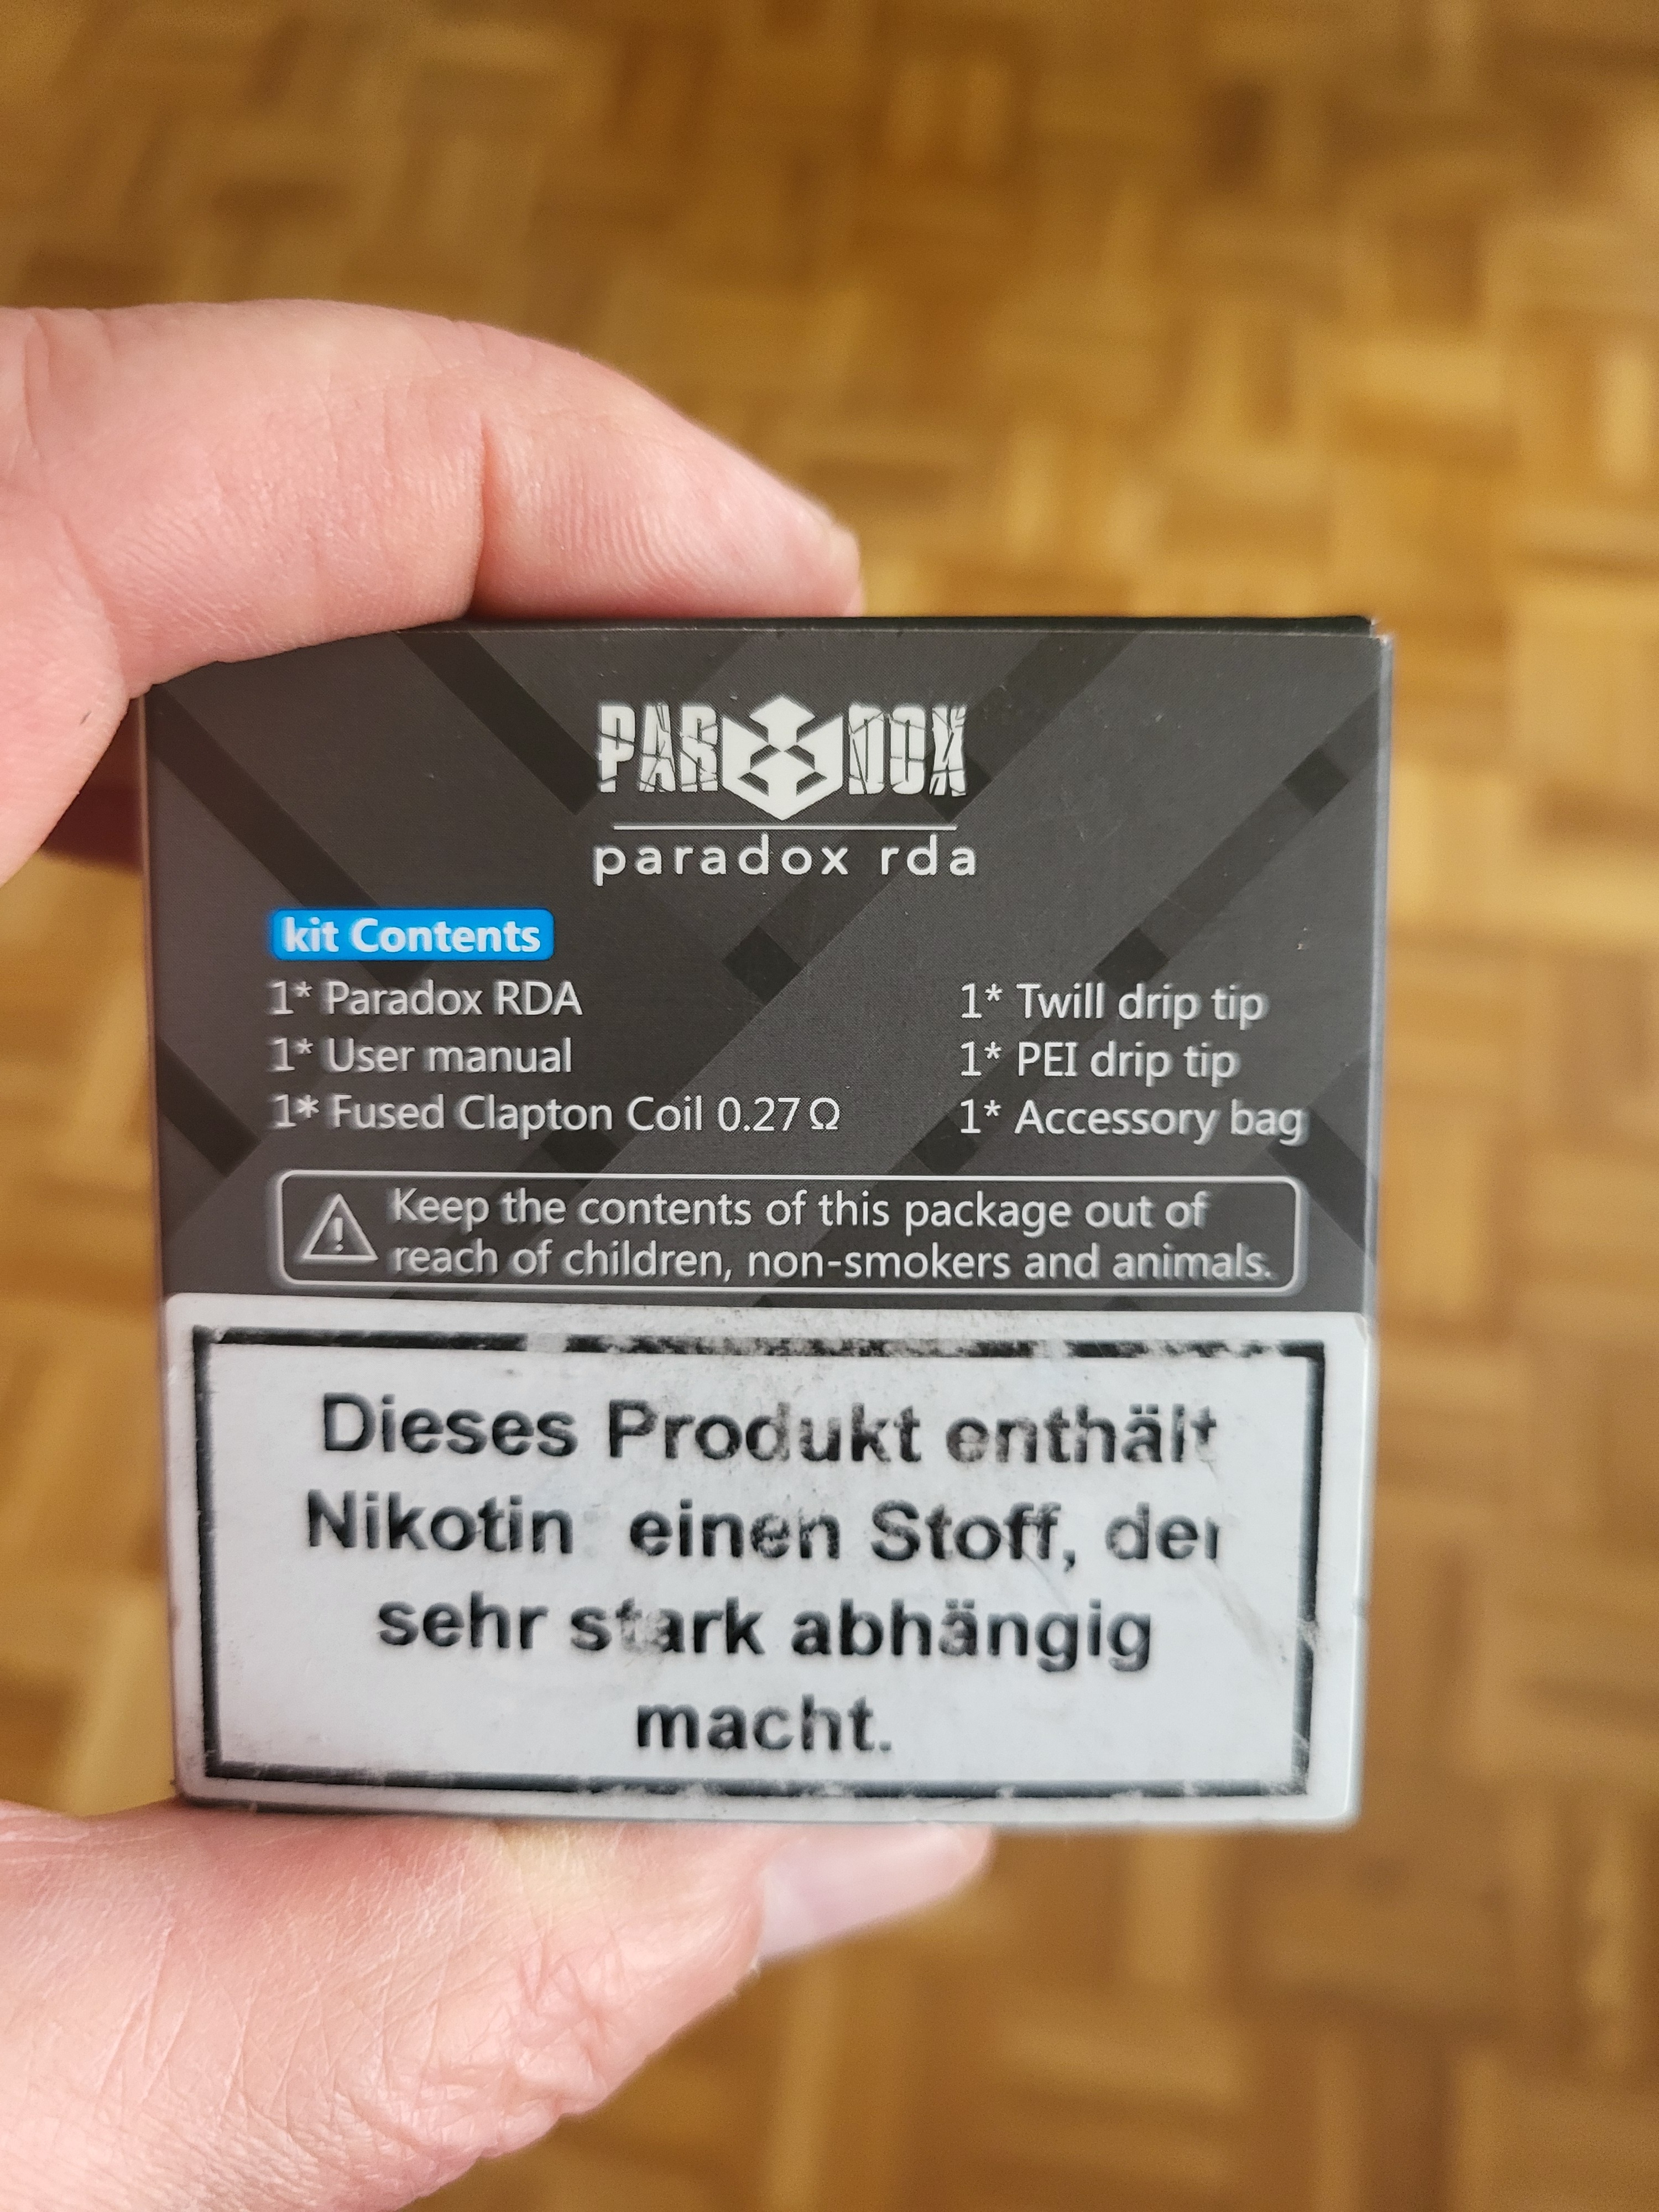 PARADOX
paradox rda
kit Contents
1* Paradox RDA
1* User manual
1* Fused Clapton Coil 0.27Ω
1* Twill drip tip
1* PEI drip tip
1* Accessory bag
Keep the contents of this package out of
reach of children, non-smokers and animals.
Dieses Produkt enthält
Nikotin einen Stoff, der
sehr stark abhängig
macht.